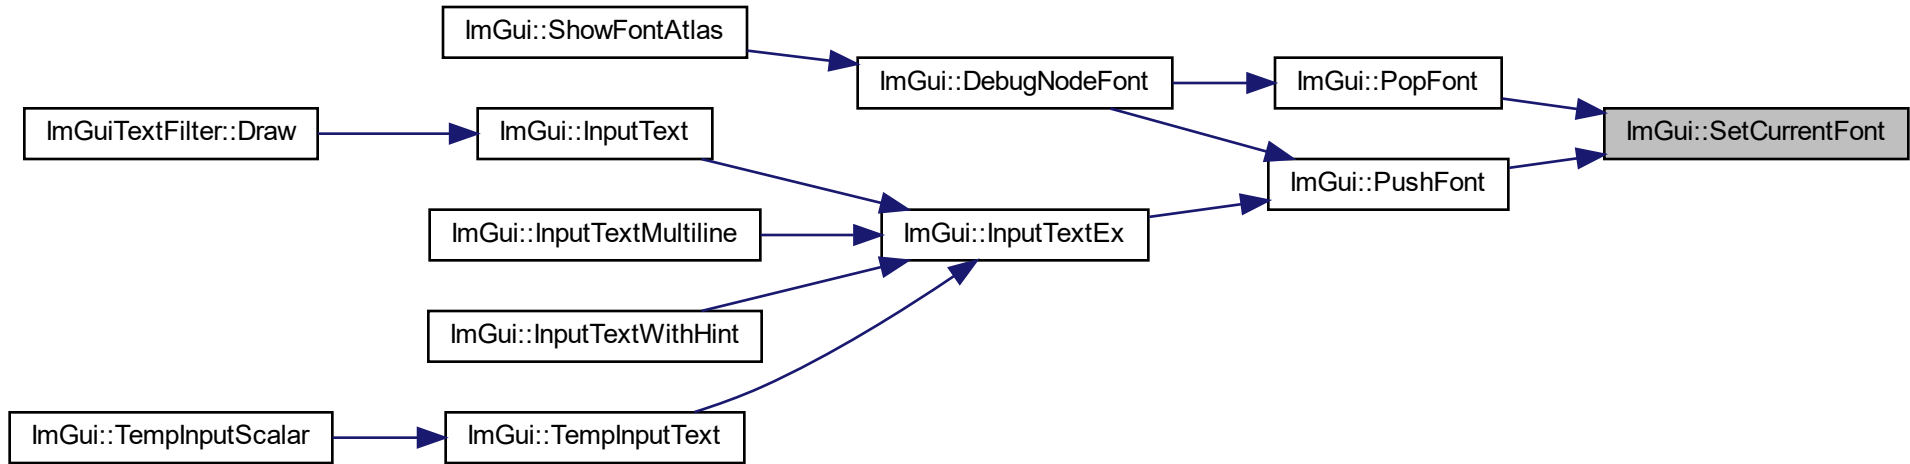 ImGui::ShowFontAtlas
ImGui::DebugNodeFont
ImGui::PopFont
ImGuiTextFilter::Draw
ImGui::InputText
ImGui::SetCurrentFont
ImGui::PushFont
ImGui::InputTextMultiline
ImGui::InputTextEx
ImGui::InputTextWithHint
ImGui::TempInputScalar
ImGui::TempInputText